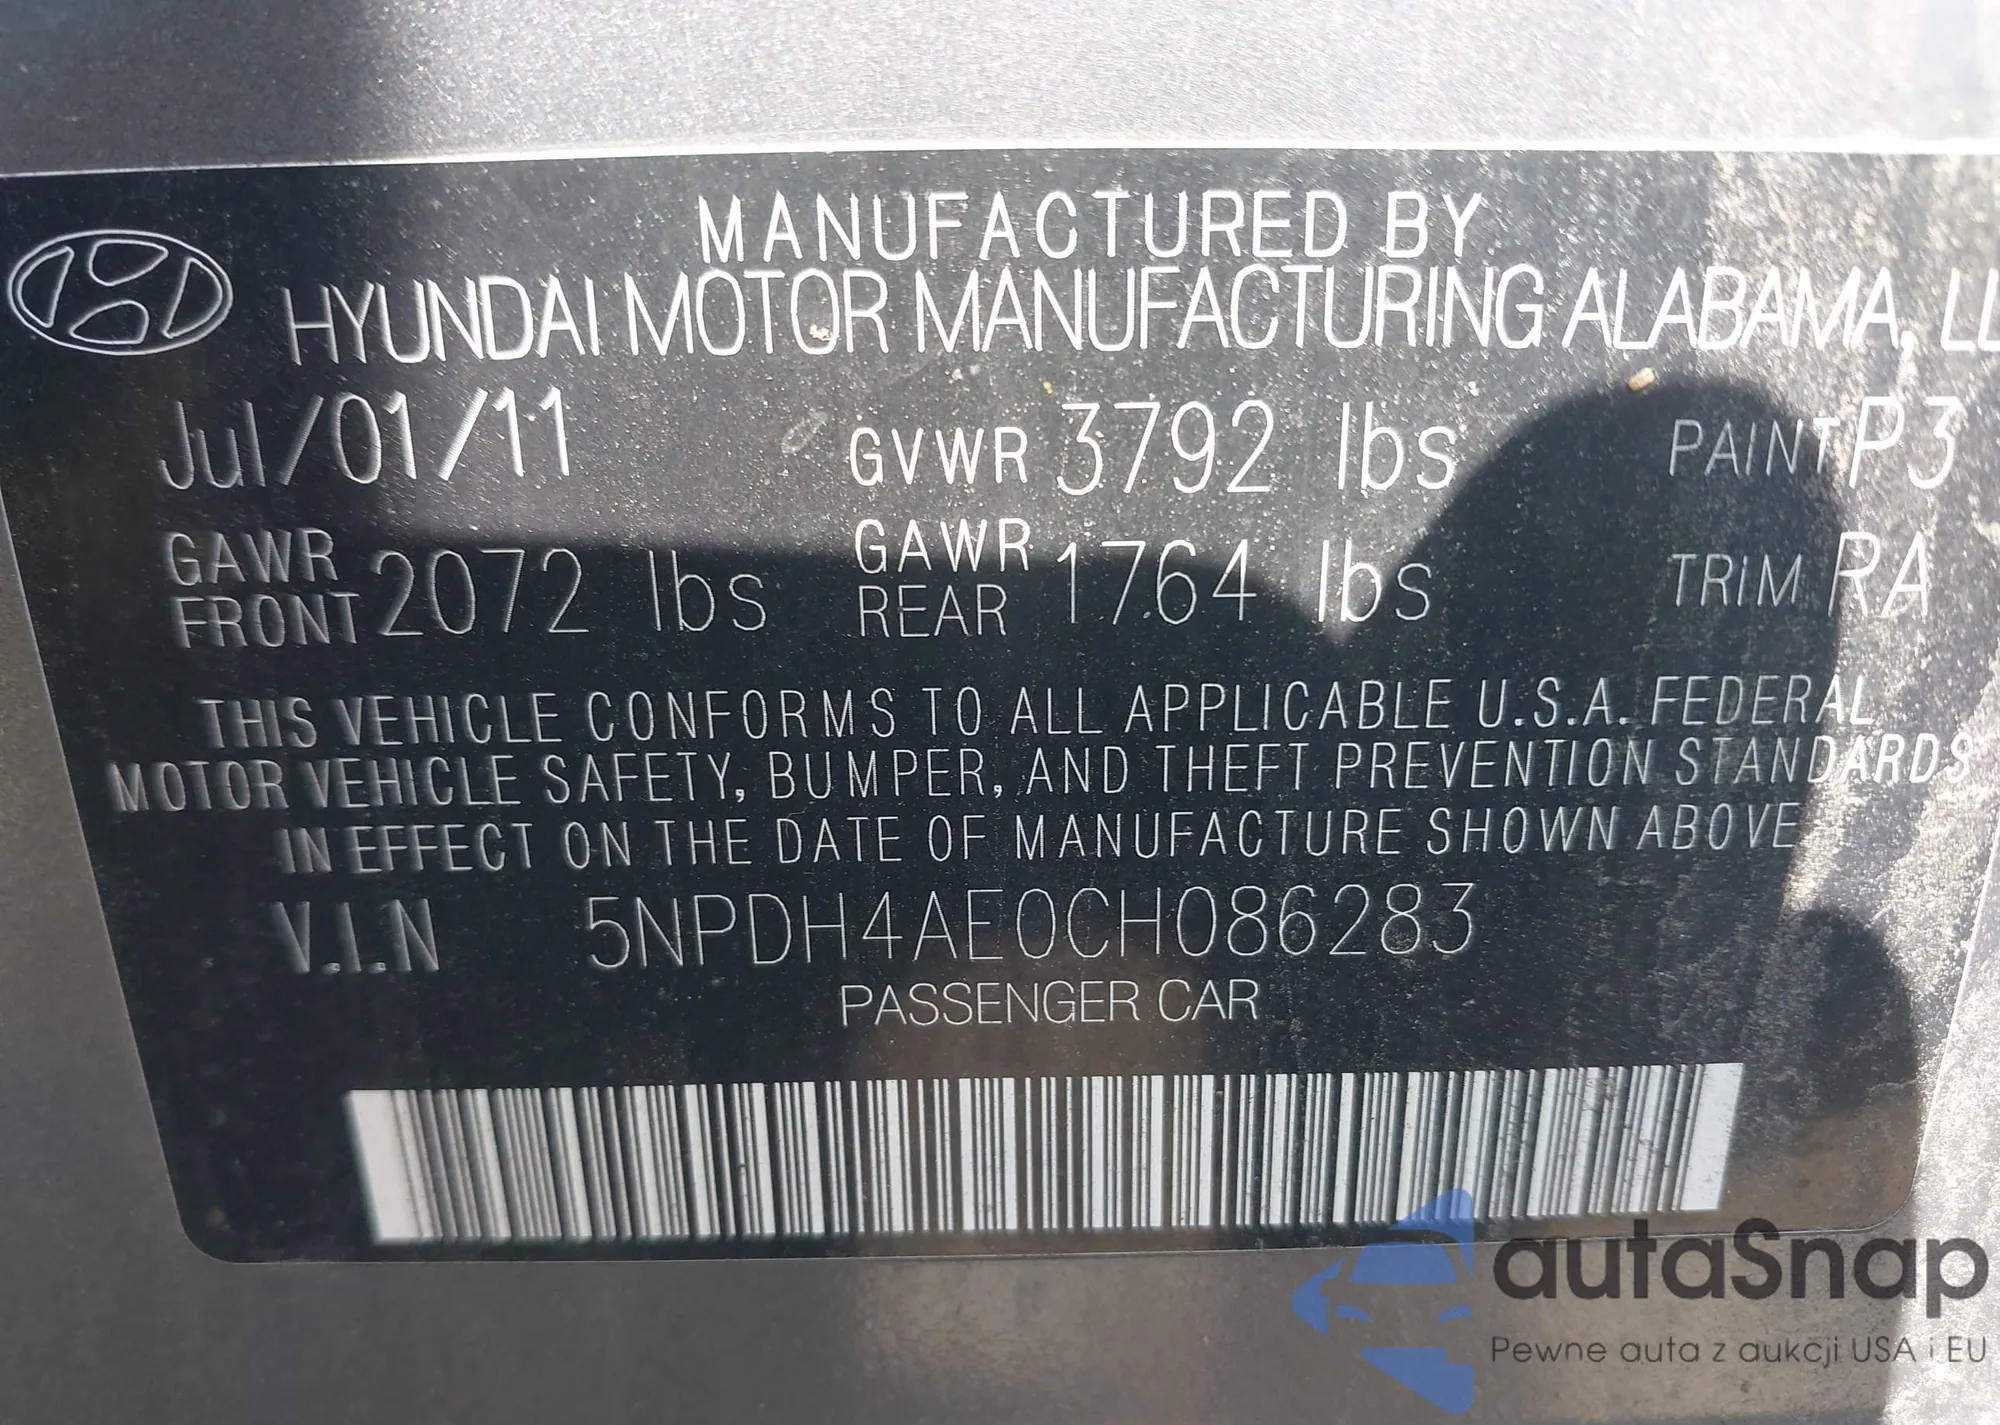 MANUFACTURED BY
HYUNDAI MOTOR MANUFACTURING ALABAMA, LL
Jul/01/11 GVWR 3792 lbs PAINT P3
GAWR FRONT 2072 lbs GAWR REAR 1764 lbs TRIM RA
THIS VEHICLE CONFORMS TO ALL APPLICABLE U.S.A. FEDERAL
MOTOR VEHICLE SAFETY, BUMPER, AND THEFT PREVENTION STANDARDS
IN EFFECT ON THE DATE OF MANUFACTURE SHOWN ABOVE
V.I.N 5NPDH4AE0CH086283
PASSENGER CAR
autaSnap
Pewne auta z aukcji USA i EU